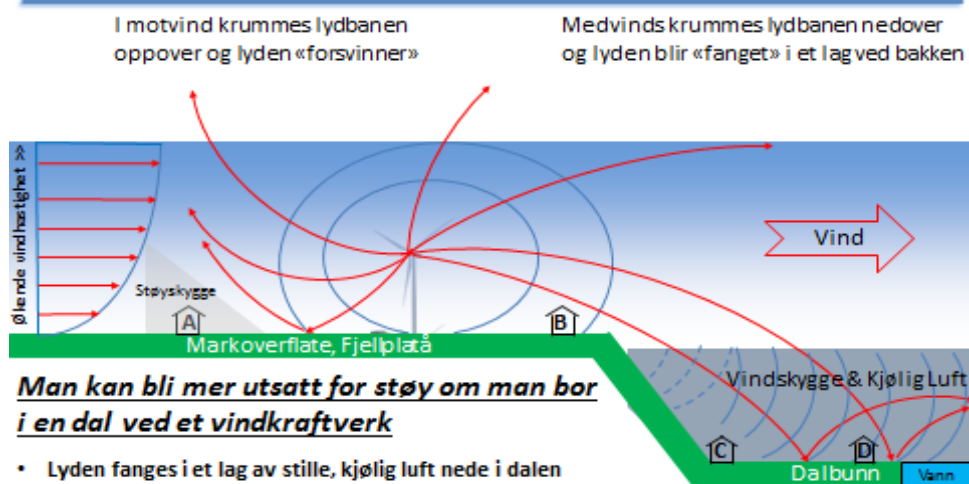 I motvind krummes lydbanen
oppover og lyden «forsvinner»
Medvinds krummes lydbanen nedover
og lyden blir «fanget» i et lag ved bakken
Økende vindhastighet >>
Vind
Støyskygge
A
B
Markoverflate, Fjellplatå
Vindskygge & Kjølig Luft
Man kan bli mer utsatt for støy om man bor
i en dal ved et vindkraftverk
C
D
• Lyden fanges i et lag av stille, kjølig luft nede i dalen
Dalbunn
Vann